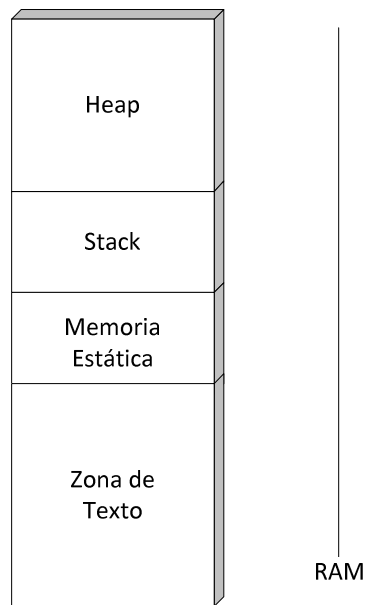 Heap
Stack
Memoria
Estática
Zona de
Texto
RAM